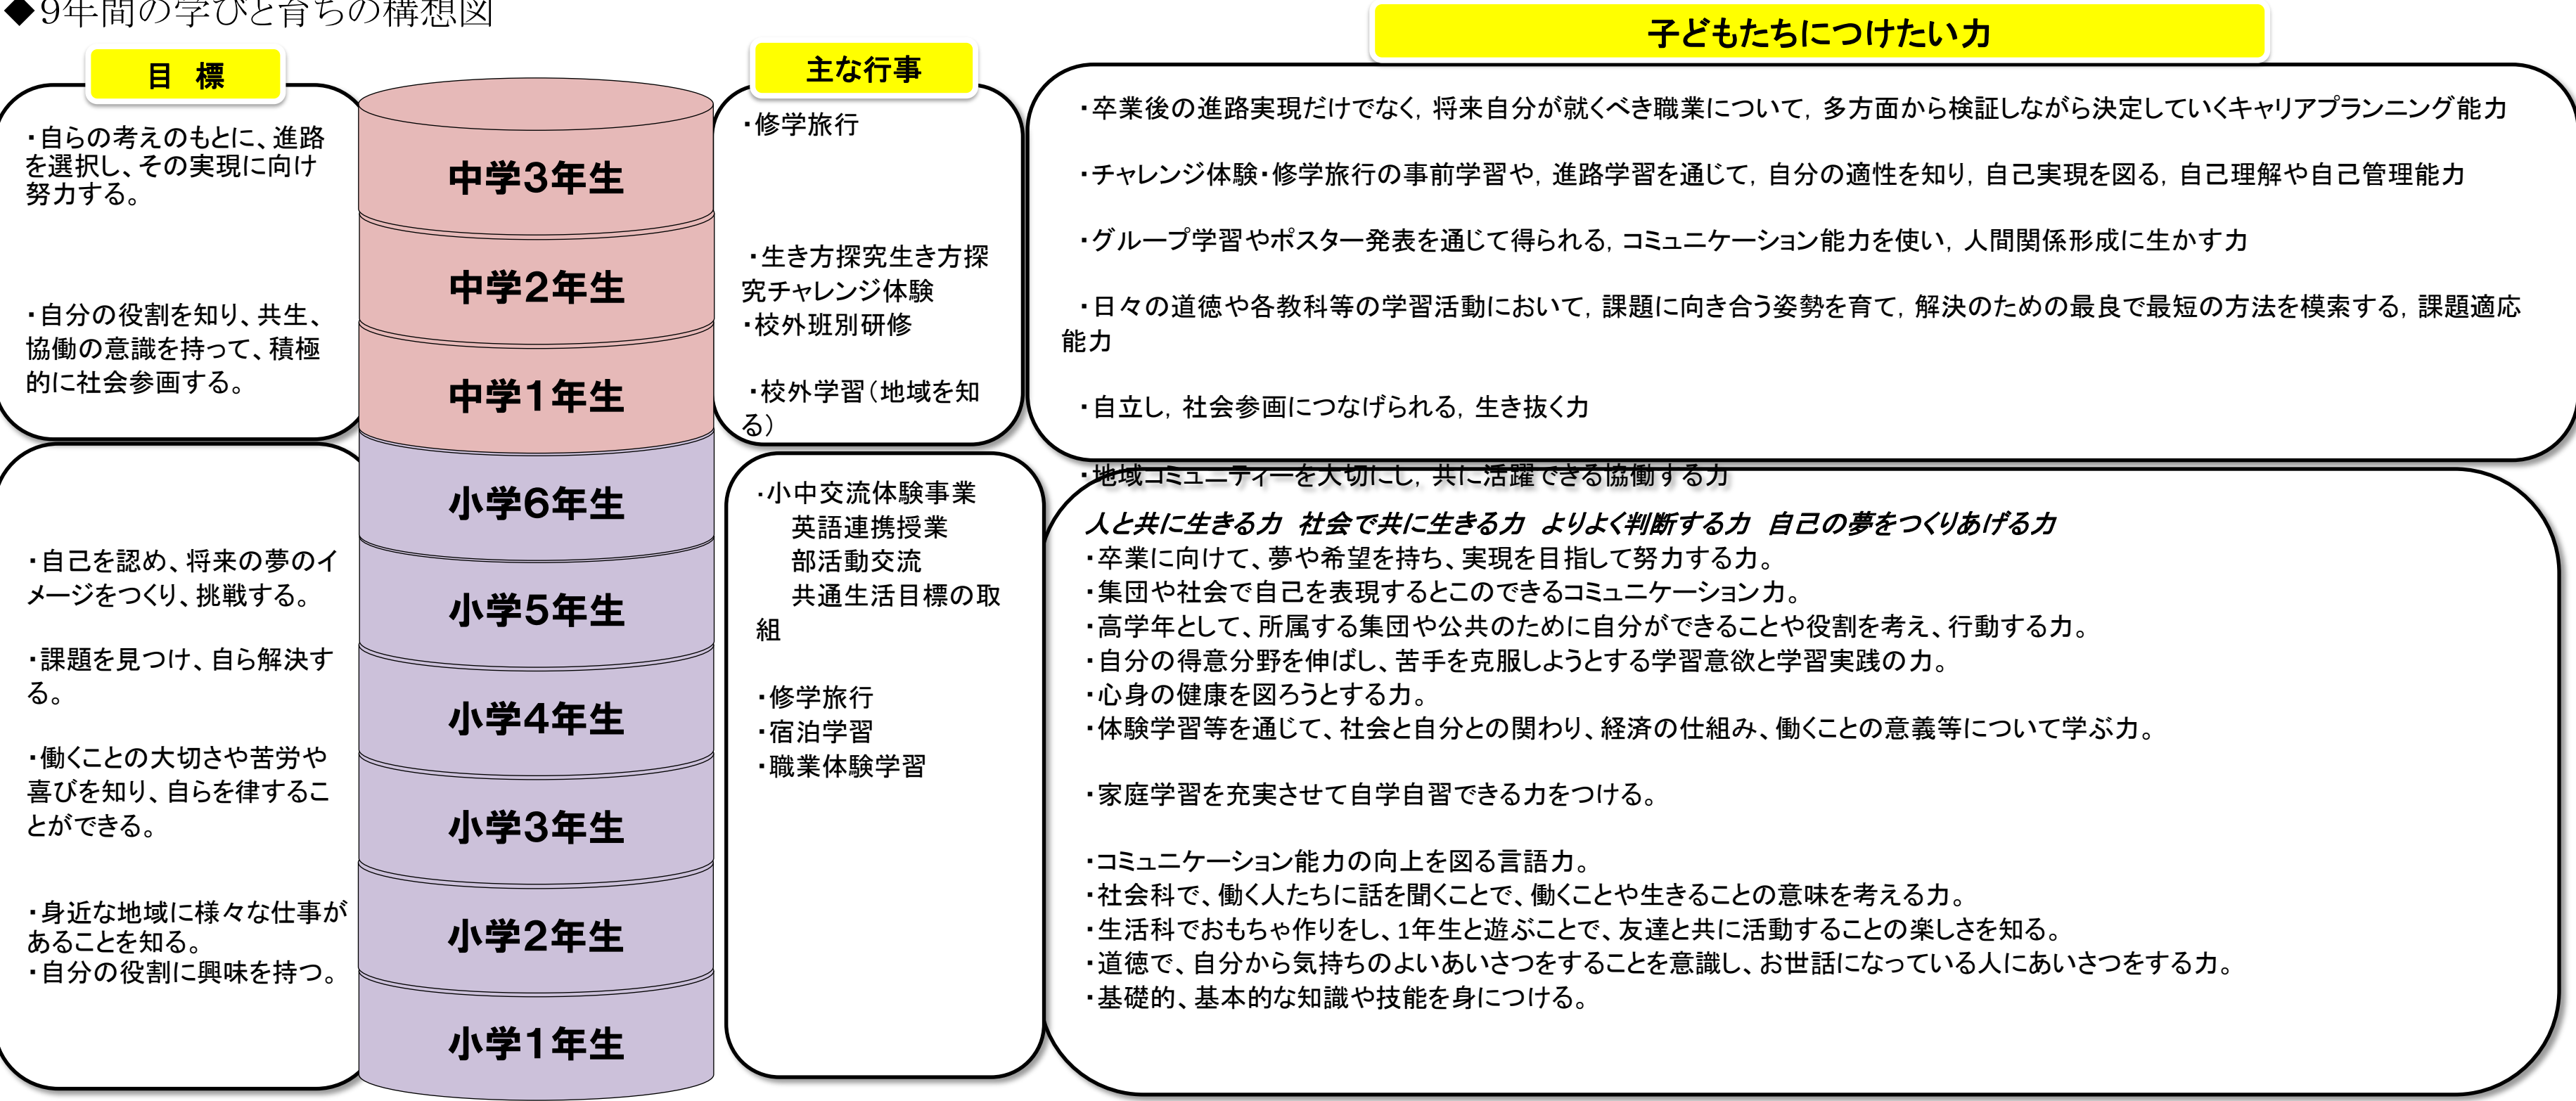 ◆9年間の学びと育ちの構想図
目　標
・自らの考えのもとに、進路
を選択し、その実現に向け
努力する。
・自分の役割を知り、共生、
協働の意識を持って、積極
的に社会参画する。
・自己を認め、将来の夢のイ
メージをつくり、挑戦する。
・課題を見つけ、自ら解決す
る。
・働くことの大切さや苦労や
喜びを知り、自らを律するこ
とができる。
・身近な地域に様々な仕事が
あることを知る。
・自分の役割に興味を持つ。
中学3年生
中学2年生
中学1年生
小学6年生
小学5年生
小学4年生
小学3年生
小学2年生
小学1年生
主な行事
・修学旅行
・生き方探究生き方探
究チャレンジ体験
・校外班別研修
・校外学習（地域を知
る）
・小中交流体験事業
英語連携授業
部活動交流
共通生活目標の取
組
・修学旅行
・宿泊学習
・職業体験学習
子どもたちにつけたい力
・卒業後の進路実現だけでなく，将来自分が就くべき職業について，多方面から検証しながら決定していくキャリアプランニング能力
・チャレンジ体験・修学旅行の事前学習や，進路学習を通じて，自分の適性を知り，自己実現を図る，自己理解や自己管理能力
・グループ学習やポスター発表を通じて得られる，コミュニケーション能力を使い，人間関係形成に生かす力
・日々の道徳や各教科等の学習活動において，課題に向き合う姿勢を育て，解決のための最良で最短の方法を模索する，課題適応
能力
・自立し，社会参画につなげられる，生き抜く力
・地域コミュニティーを大切にし，共に活躍できる協働する力
人と共に生きる力　社会で共に生きる力　よりよく判断する力　自己の夢をつくりあげる力
・卒業に向けて、夢や希望を持ち、実現を目指して努力する力。
・集団や社会で自己を表現するとこのできるコミュニケーション力。
・高学年として、所属する集団や公共のために自分ができることや役割を考え、行動する力。
・自分の得意分野を伸ばし、苦手を克服しようとする学習意欲と学習実践の力。
・心身の健康を図ろうとする力。
・体験学習等を通じて、社会と自分との関わり、経済の仕組み、働くことの意義等について学ぶ力。
・家庭学習を充実させて自学自習できる力をつける。
・コミュニケーション能力の向上を図る言語力。
・社会科で、働く人たちに話を聞くことで、働くことや生きることの意味を考える力。
・生活科でおもちゃ作りをし、1年生と遊ぶことで、友達と共に活動することの楽しさを知る。
・道徳で、自分から気持ちのよいあいさつをすることを意識し、お世話になっている人にあいさつをする力。
・基礎的、基本的な知識や技能を身につける。